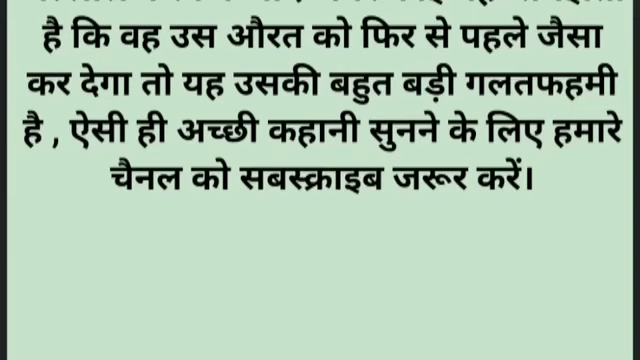 है कि वह उस औरत को फिर से पहले जैसा
कर देगा तो यह उसकी बहुत बड़ी गलतफहमी
है , ऐसी ही अच्छी कहानी सुनने के लिए हमारे
चैनल को सबस्क्राइब जरूर करें।